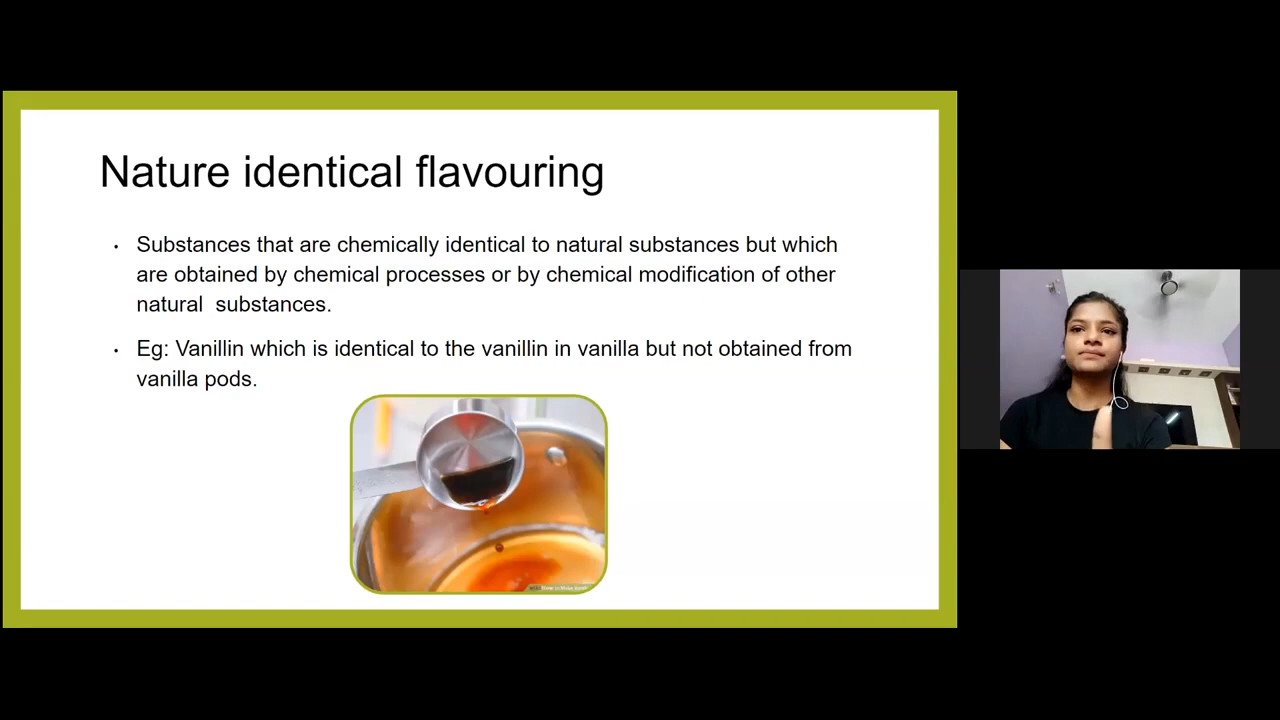 Nature identical flavouring
• Substances that are chemically identical to natural substances but which
are obtained by chemical processes or by chemical modification of other
natural substances.
• Eg: Vanillin which is identical to the vanillin in vanilla but not obtained from
vanilla pods.